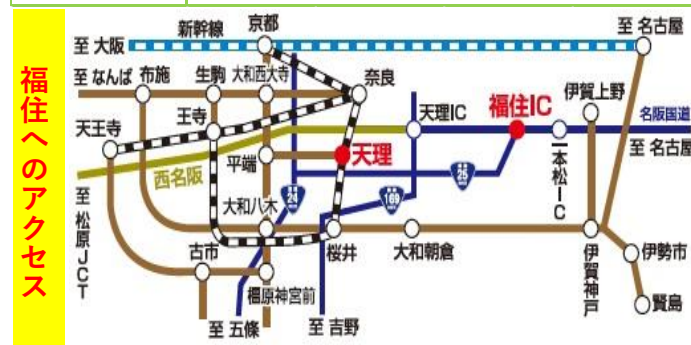 福住へのアクセス
至 大阪
新幹線
京都
至 名古屋
至 なんば
布施
生駒
大和西大寺
奈良
天王寺
王寺
天理IC
福住IC
伊賀上野
名阪国道
至 名古屋
西名阪
平端
天理
一本松IC
至 松原JCT
24
169
25
大和八木
古市
橿原神宮前
桜井
大和朝倉
伊賀神戸
伊勢市
賢島
至 五條
至 吉野